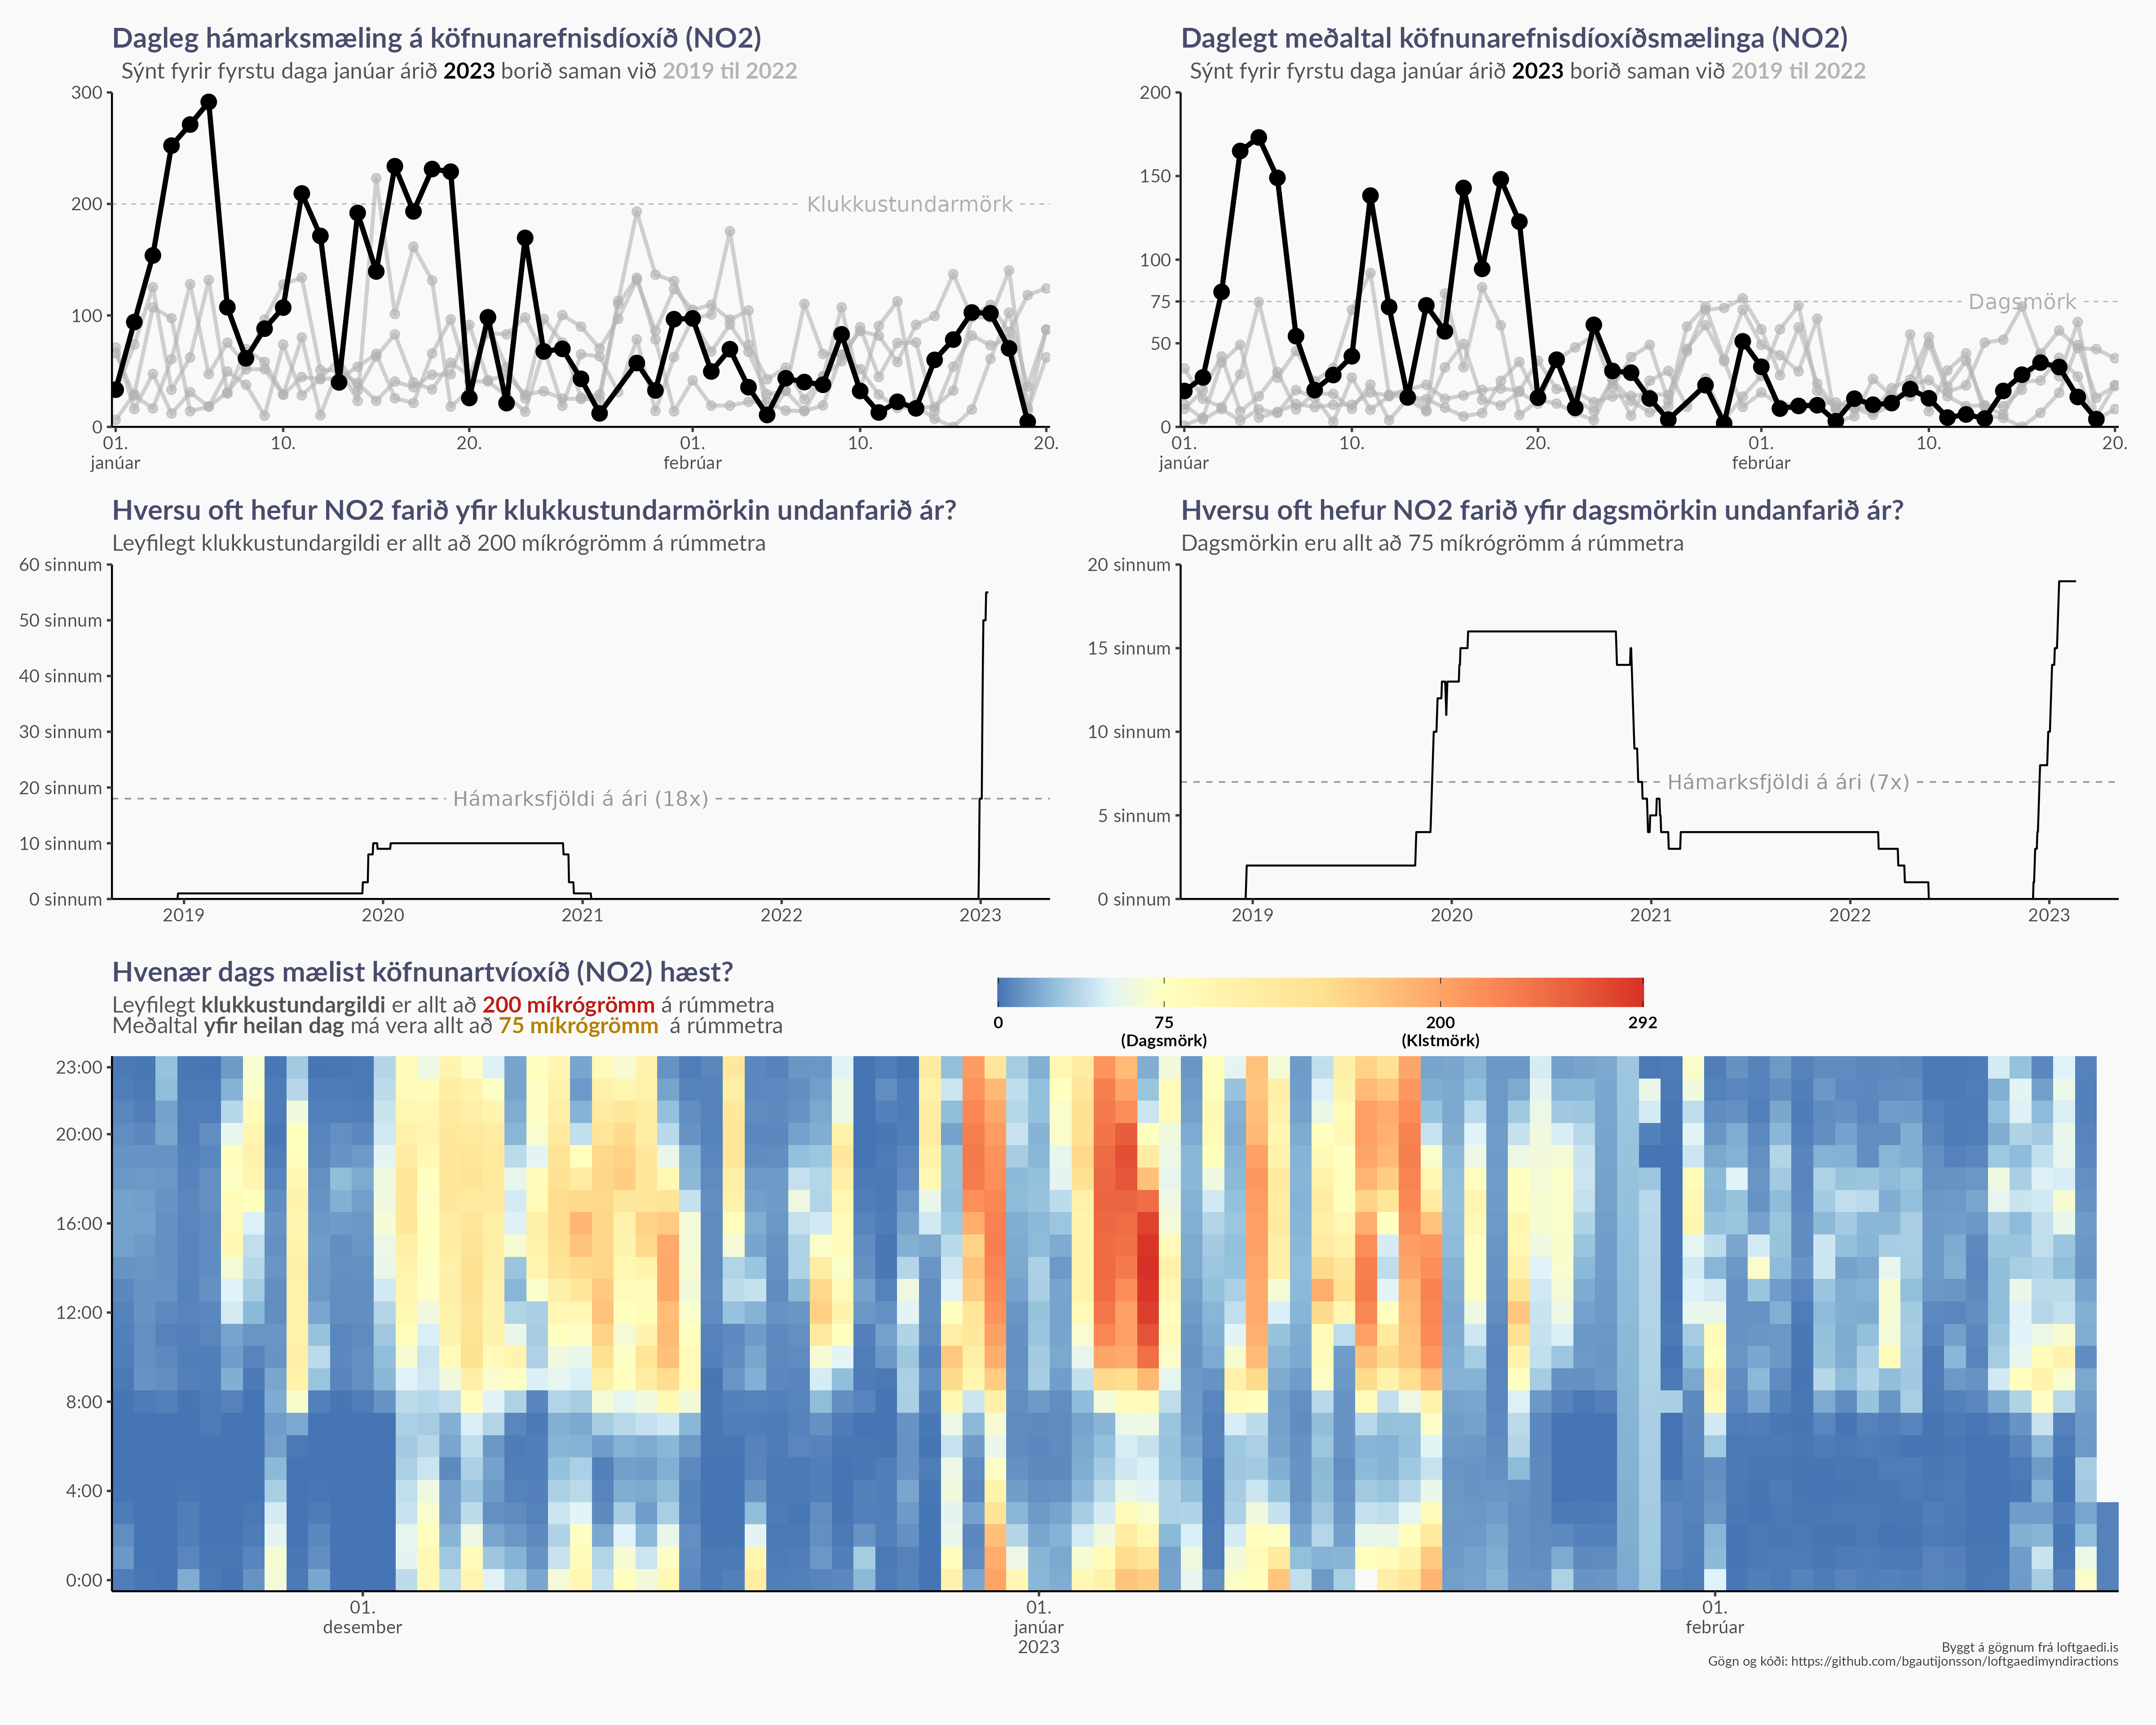 Dagleg hámarksmæling á köfnunarefnisdíoxíð (NO2)
Sýnt fyrir fyrstu daga janúar árið 2023 borið saman við 2019 til 2022
300
200
100
0
Klukkustundarmörk
01.
janúar
10.
20.
01.
febrúar
10.
20.
Daglegt meðaltal köfnunarefnisdíoxíðsmælinga (NO2)
Sýnt fyrir fyrstu daga janúar árið 2023 borið saman við 2019 til 2022
200
150
100
75
50
0
Dagsmörk
01.
janúar
10.
20.
01.
febrúar
10.
20.
Hversu oft hefur NO2 farið yfir klukkustundarmörkin undanfarið ár?
Leyfilegt klukkustundargildi er allt að 200 míkrógrömm á rúmmetra
60 sinnum
50 sinnum
40 sinnum
30 sinnum
20 sinnum
10 sinnum
0 sinnum
Hámarksfjöldi á ári (18x)
2019
2020
2021
2022
2023
Hversu oft hefur NO2 farið yfir dagsmörkin undanfarið ár?
Dagsmörkin eru allt að 75 míkrógrömm á rúmmetra
20 sinnum
15 sinnum
10 sinnum
5 sinnum
0 sinnum
Hámarksfjöldi á ári (7x)
2019
2020
2021
2022
2023
Hvenær dags mælist köfnunartvíoxíð (NO2) hæst?
Leyfilegt klukkustundargildi er allt að 200 míkrógrömm á rúmmetra
Meðaltal yfir heilan dag má vera allt að 75 míkrógrömm á rúmmetra
0
75
(Dagsmörk)
200
(Klstmörk)
292
23:00
20:00
16:00
12:00
8:00
4:00
0:00
01.
desember
01.
janúar
2023
01.
febrúar
Byggt á gögnum frá loftgaedi.is
Gögn og kóði: https://github.com/bgautijonsson/loftgaedimyndiractions